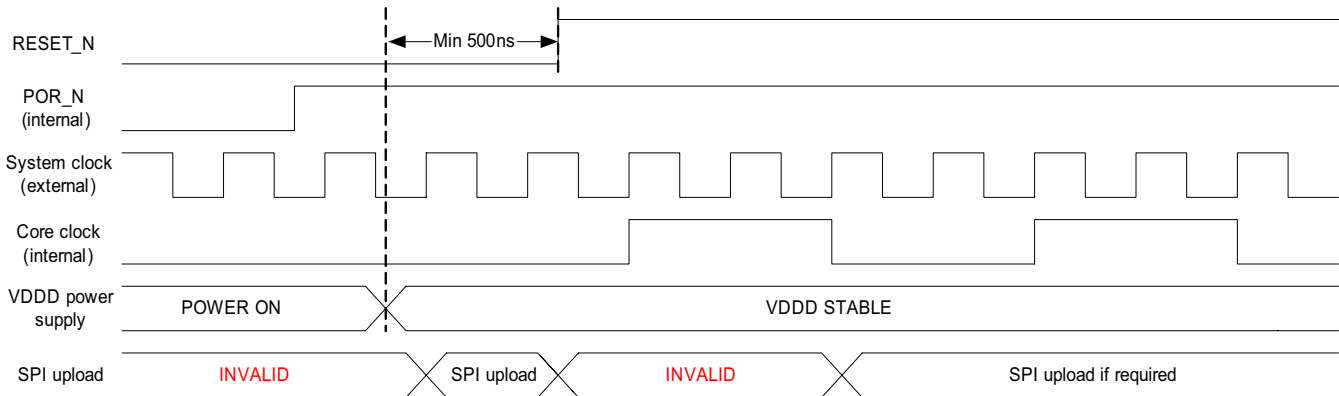 RESET_N
Min 500ns
POR_N
(internal)
System clock
(external)
Core clock
(internal)
VDDD power
supply
POWER ON
VDDD STABLE
SPI upload
INVALID
SPI upload
INVALID
SPI upload if required